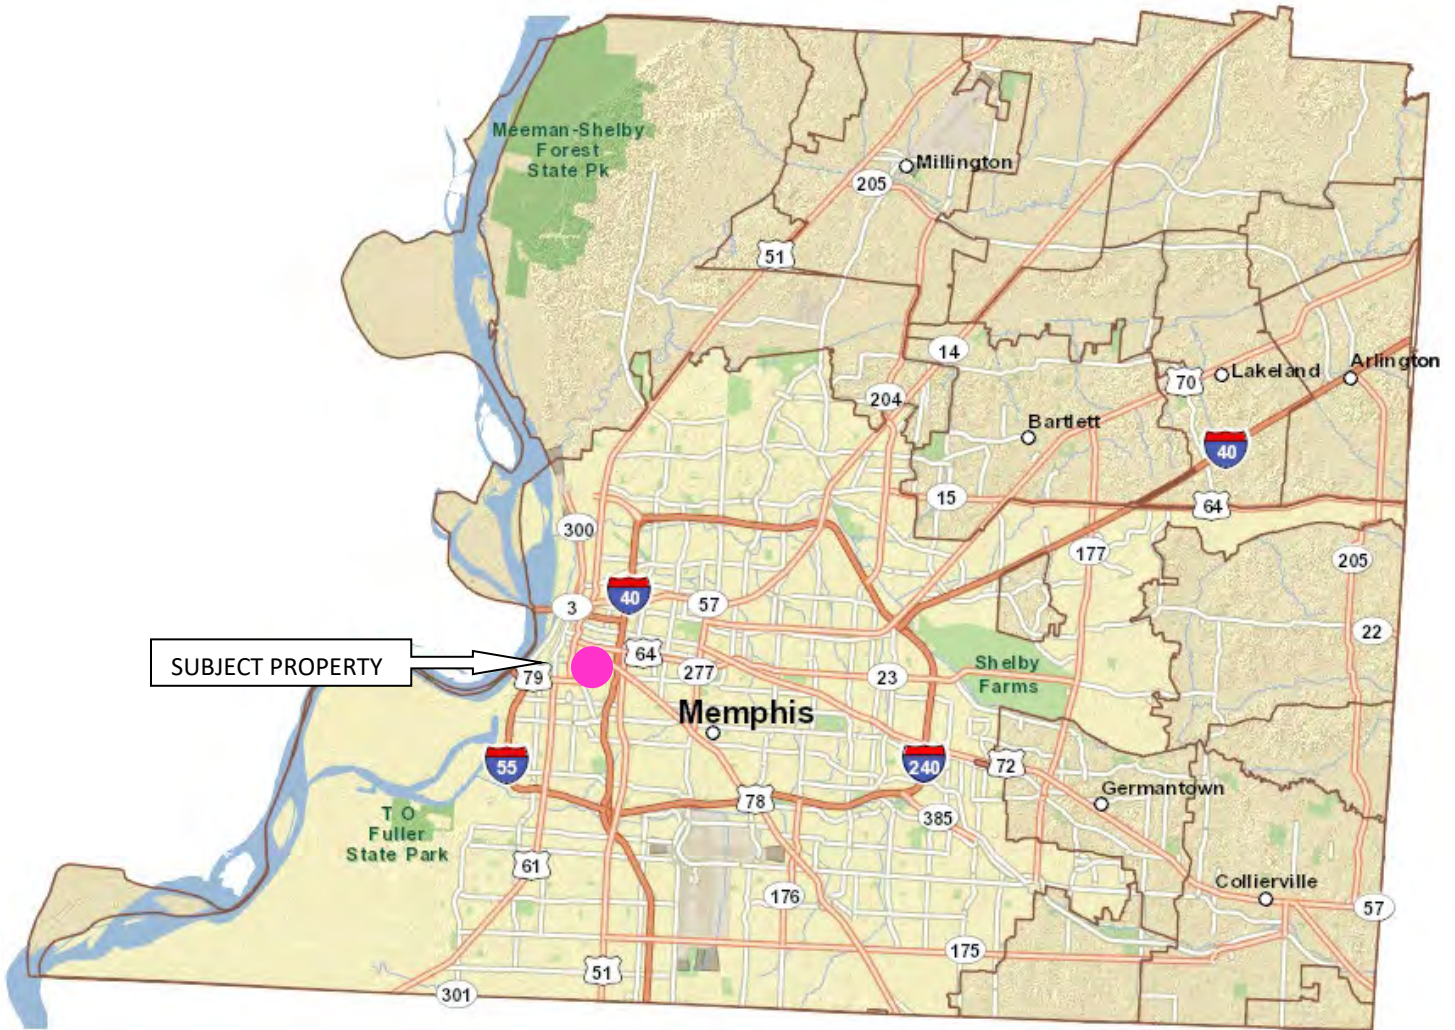 Meeman-Shelby
Forest
State Pk
Millington
205
51
14
Arlington
Lakeland
70
204
Bartlett
40
15
64
300
177
205
40
57
3
22
64
SUBJECT PROPERTY
79
277
23
Shelby
Farms
Memphis
55
240
72
78
Germantown
T O
Fuller
State Park
385
61
176
Collierville
57
175
51
301